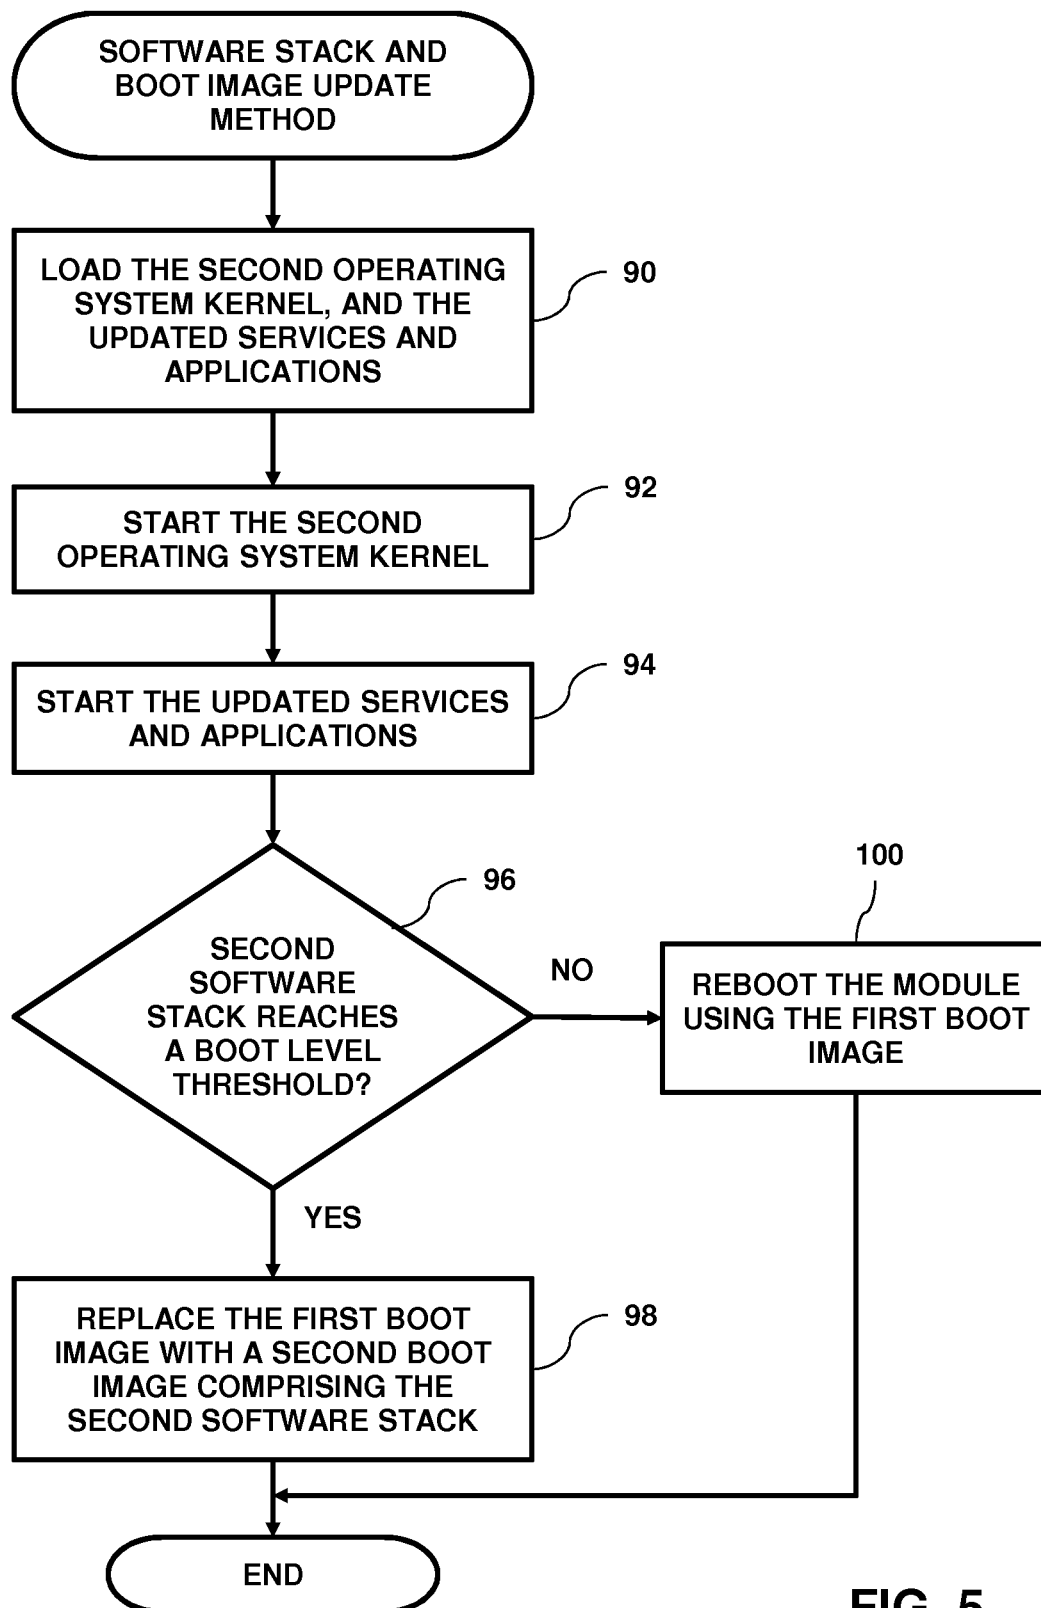 SOFTWARE STACK AND
BOOT IMAGE UPDATE
METHOD
LOAD THE SECOND OPERATING
SYSTEM KERNEL, AND THE
UPDATED SERVICES AND
APPLICATIONS
90
START THE SECOND
OPERATING SYSTEM KERNEL
92
START THE UPDATED SERVICES
AND APPLICATIONS
94
SECOND
SOFTWARE
STACK REACHES
A BOOT LEVEL
THRESHOLD?
96
NO
100
REBOOT THE MODULE
USING THE FIRST BOOT
IMAGE
YES
REPLACE THE FIRST BOOT
IMAGE WITH A SECOND BOOT
IMAGE COMPRISING THE
SECOND SOFTWARE STACK
98
END
FIG. 5